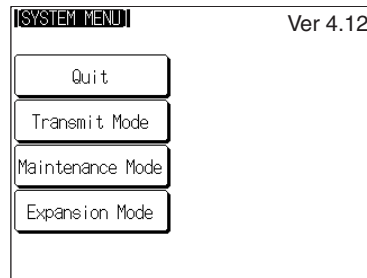 [SYSTEM MENU]
Ver 4.12
Quit
Transmit Mode
Maintenance Mode
Expansion Mode